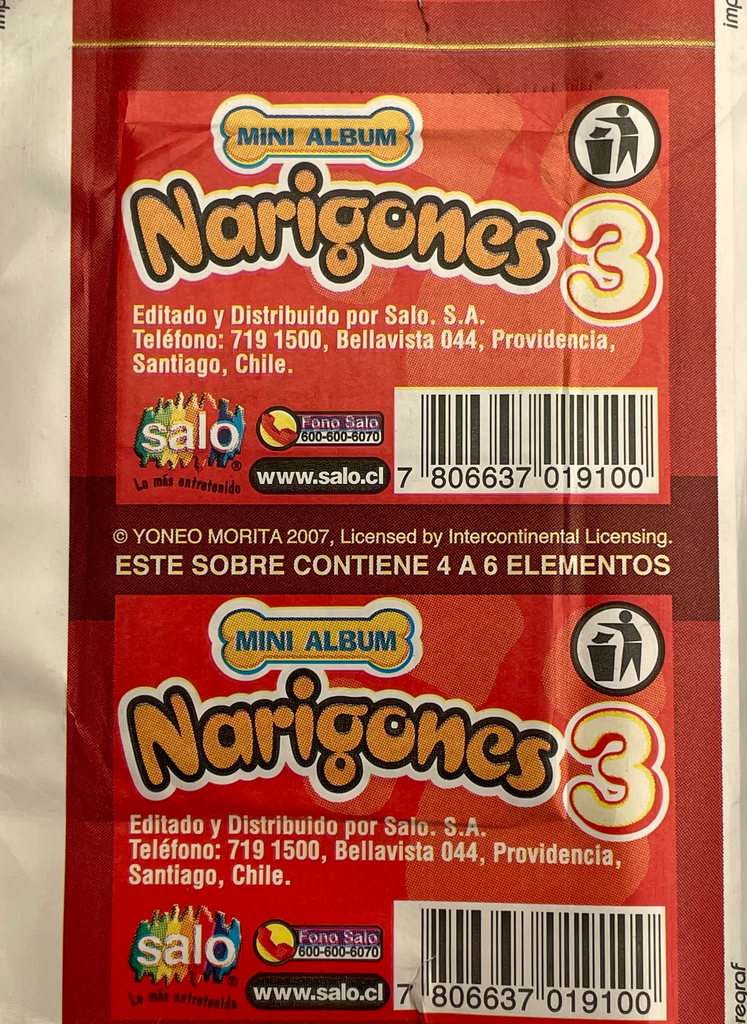 imp
imp
MINI ALBUM
Narigones 3
Editado y Distribuido por Salo. S.A.
Teléfono: 719 1500, Bellavista 044, Providencia,
Santiago, Chile.
salo®
Lo más entretenido
Fono Salo
600-600-6070
www.salo.cl
7 806637 019100
© YONEO MORITA 2007, Licensed by Intercontinental Licensing.
ESTE SOBRE CONTIENE 4 A 6 ELEMENTOS
MINI ALBUM
Narigones 3
Editado y Distribuido por Salo. S.A.
Teléfono: 719 1500, Bellavista 044, Providencia,
Santiago, Chile.
salo®
Lo más entretenido
Fono Salo
600-600-6070
www.salo.cl
7 806637 019100
regraf